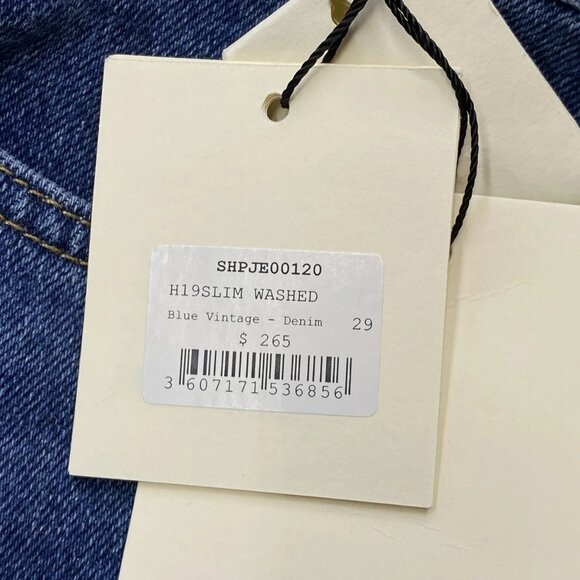 SHPJE00120
H19SLIM WASHED
Blue Vintage - Denim 29
$ 265
3 607171 536856